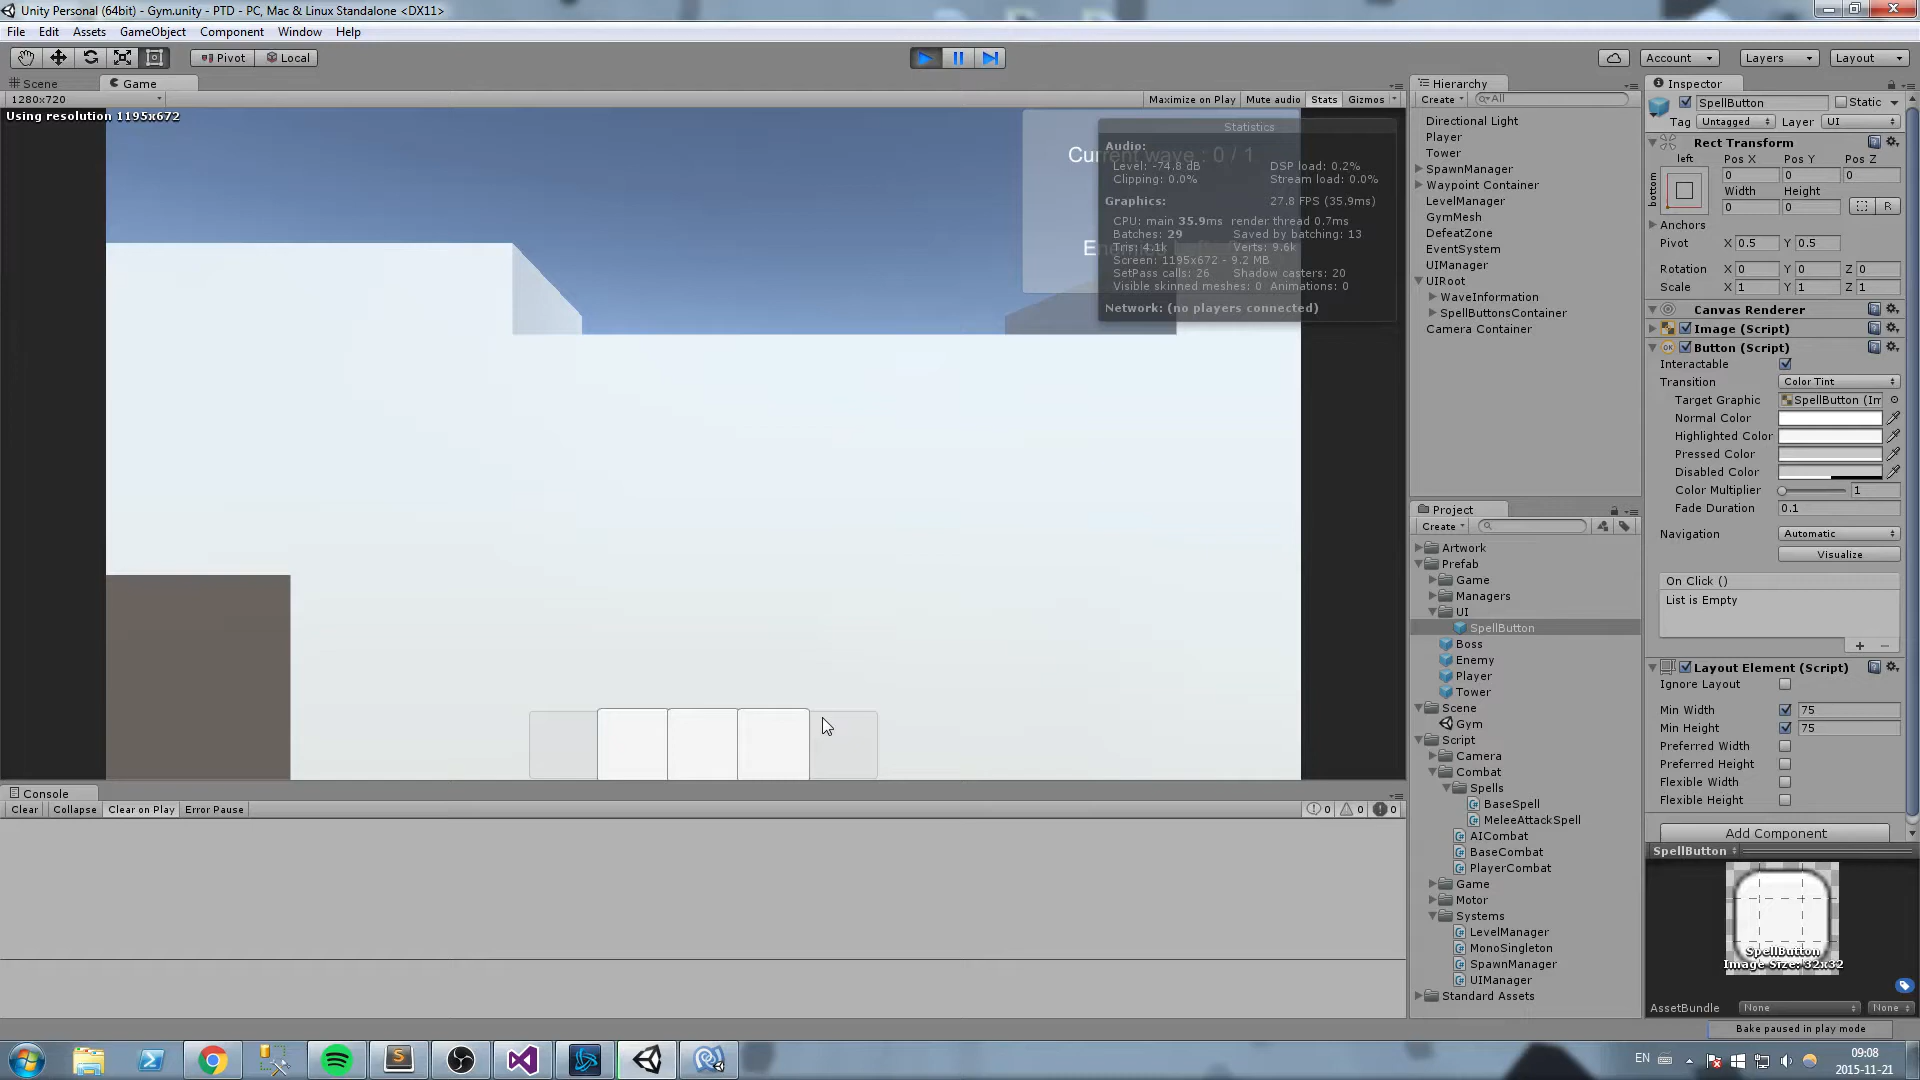 Unity Personal (64bit) - Gym.unity - PTD - PC, Mac & Linux Standalone <DX11>
File Edit Assets GameObject Component Window Help
Pivot Local Account Layers Layout
Scene Game
1280x720 Maximize on Play Mute audio Stats Gizmos
Using resolution 1195x672
Statistics
Current wave : 0 / 1
Audio:
Level: -74.8 dB DSP load: 0.2%
Clipping: 0.0% Stream load: 0.0%
Graphics: 27.8 FPS (35.9ms)
CPU: main 35.9ms render thread 0.7ms
Batches: 29 Saved by batching: 13
Tris: 4.1k Verts: 9.6k
Screen: 1195x672 - 9.2 MB
SetPass calls: 26 Shadow casters: 20
Visible skinned meshes: 0 Animations: 0
Network: (no players connected)
Hierarchy
Create All
Directional Light
Player
Tower
SpawnManager
Waypoint Container
LevelManager
GymMesh
DefeatZone
EventSystem
UIManager
UIRoot
WaveInformation
SpellButtonsContainer
Camera Container
Project
Create
Artwork
Prefab
Game
Managers
UI
SpellButton
Boss
Enemy
Player
Tower
Scene
Gym
Script
Camera
Combat
Spells
BaseSpell
MeleeAttackSpell
AICombat
BaseCombat
PlayerCombat
Game
Motor
Systems
LevelManager
MonoSingleton
SpawnManager
UIManager
Standard Assets
Inspector
SpellButton Static
Tag Untagged Layer UI
Rect Transform
left Pos X Pos Y Pos Z
bottom 0 0 0
Width Height
0 0 R
Anchors
Pivot X 0.5 Y 0.5
Rotation X 0 Y 0 Z 0
Scale X 1 Y 1 Z 1
Canvas Renderer
Image (Script)
Button (Script)
Interactable
Transition Color Tint
Target Graphic SpellButton (Im
Normal Color
Highlighted Color
Pressed Color
Disabled Color
Color Multiplier 1
Fade Duration 0.1
Navigation Automatic
Visualize
On Click ()
List is Empty
Layout Element (Script)
Ignore Layout
Min Width 75
Min Height 75
Preferred Width
Preferred Height
Flexible Width
Flexible Height
Add Component
SpellButton
SpellButton
Image Size: 32x32
AssetBundle None None
Bake paused in play mode
Console
Clear Collapse Clear on Play Error Pause 0 0 0
EN 09:08
2015-11-21